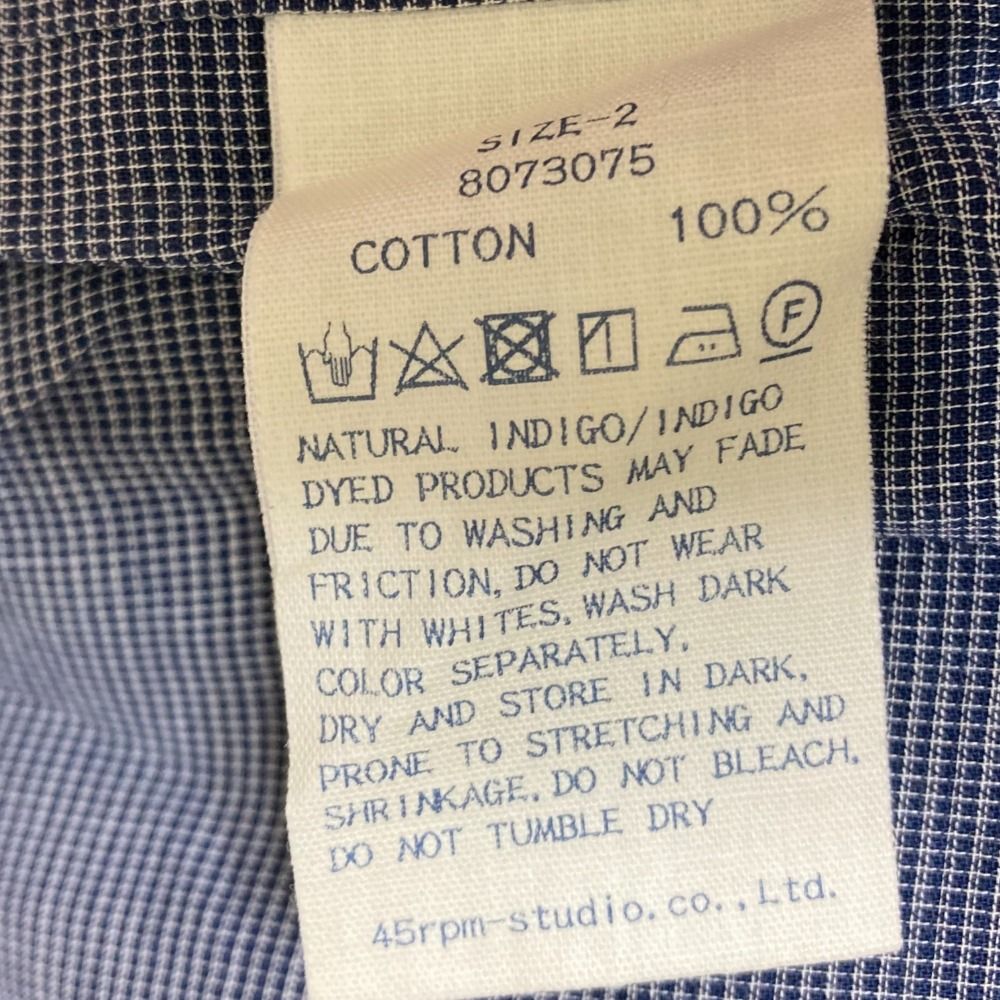 SIZE-2
8073075
COTTON 100%
F
NATURAL INDIGO/INDIGO
DYED PRODUCTS MAY FADE
DUE TO WASHING AND
FRICTION, DO NOT WEAR
WITH WHITES. WASH DARK
COLOR SEPARATELY.
DRY AND STORE IN DARK.
PRONE TO STRETCHING AND
SHRINKAGE. DO NOT BLEACH.
DO NOT TUMBLE DRY
45rpm-studio.co.,Ltd.